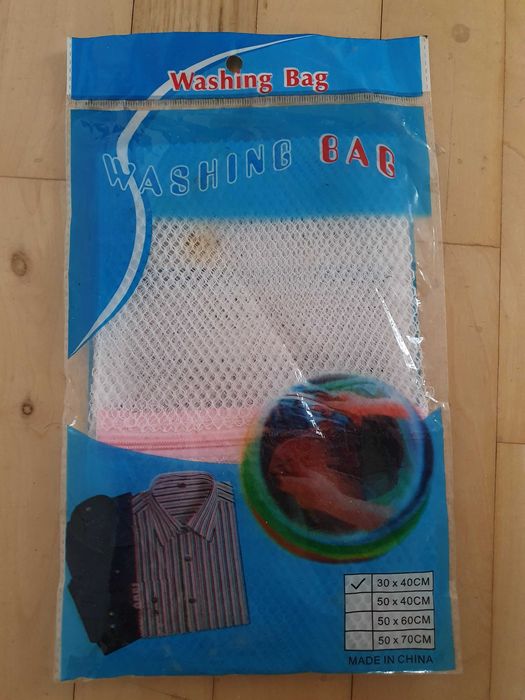 Washing Bag
WASHING BAG
30 x 40CM
50 x 40CM
50 x 60CM
50 x 70CM
MADE IN CHINA